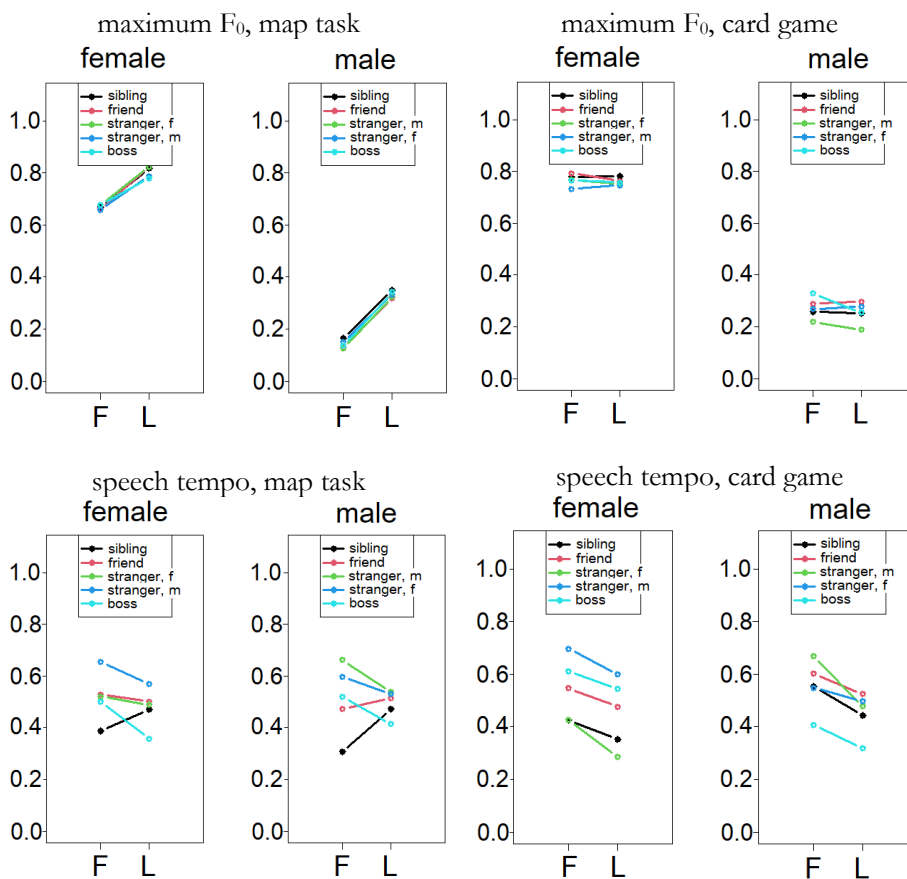 maximum F₀, map task
female
male
sibling
friend
stranger, f
stranger, m
boss
1.0
0.8
0.6
0.4
0.2
0.0
F L
sibling
friend
stranger, m
stranger, f
boss
1.0
0.8
0.6
0.4
0.2
0.0
F L
maximum F₀, card game
female
male
sibling
friend
stranger, f
stranger, m
boss
1.0
0.8
0.6
0.4
0.2
0.0
F L
sibling
friend
stranger, m
stranger, f
boss
1.0
0.8
0.6
0.4
0.2
0.0
F L
speech tempo, map task
female
male
sibling
friend
stranger, f
stranger, m
boss
1.0
0.8
0.6
0.4
0.2
0.0
F L
sibling
friend
stranger, m
stranger, f
boss
1.0
0.8
0.6
0.4
0.2
0.0
F L
speech tempo, card game
female
male
sibling
friend
stranger, f
stranger, m
boss
1.0
0.8
0.6
0.4
0.2
0.0
F L
sibling
friend
stranger, m
stranger, f
boss
1.0
0.8
0.6
0.4
0.2
0.0
F L